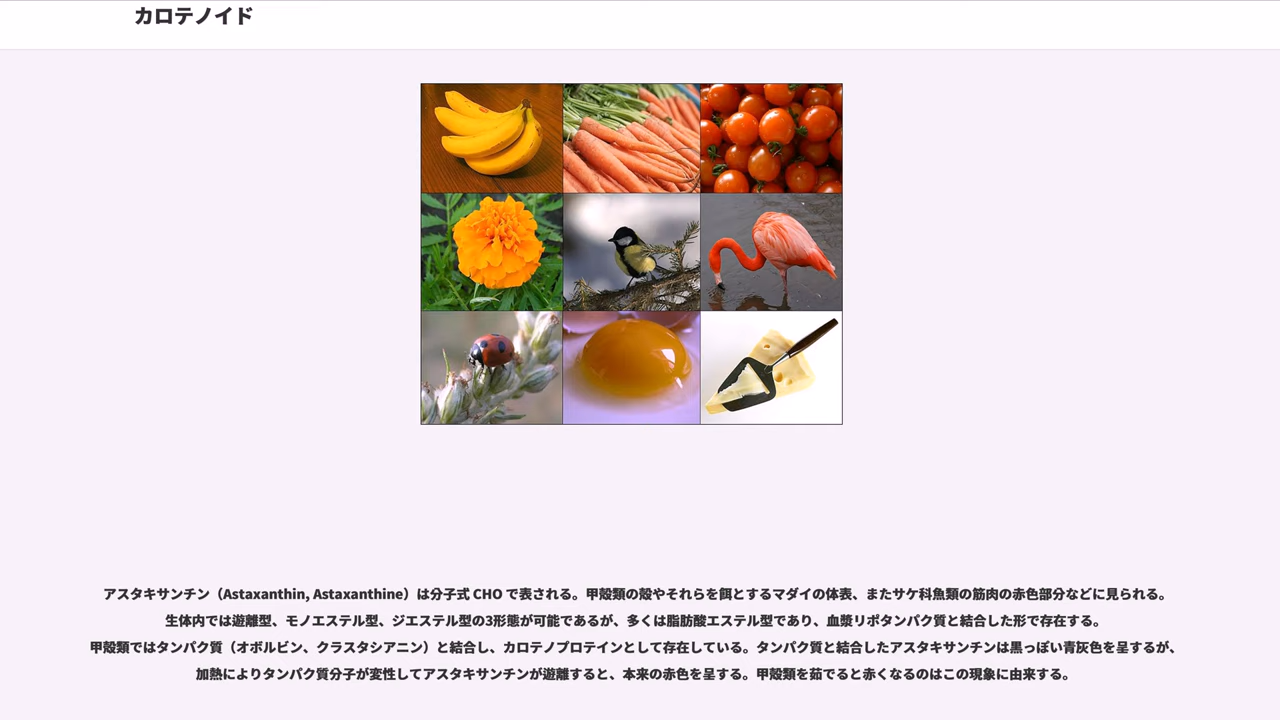 カロテノイド
アスタキサンチン（Astaxanthin, Astaxanthine）は分子式 CHO で表される。甲殻類の殻やそれらを餌とするマダイの体表、またサケ科魚類の筋肉の赤色部分などに見られる。
生体内では遊離型、モノエステル型、ジエステル型の3形態が可能であるが、多くは脂肪酸エステル型であり、血漿リポタンパク質と結合した形で存在する。
甲殻類ではタンパク質（オボルビン、クラスタシアニン）と結合し、カロテノプロテインとして存在している。タンパク質と結合したアスタキサンチンは黒っぽい青灰色を呈するが、
加熱によりタンパク質分子が変性してアスタキサンチンが遊離すると、本来の赤色を呈する。甲殻類を茹でると赤くなるのはこの現象に由来する。